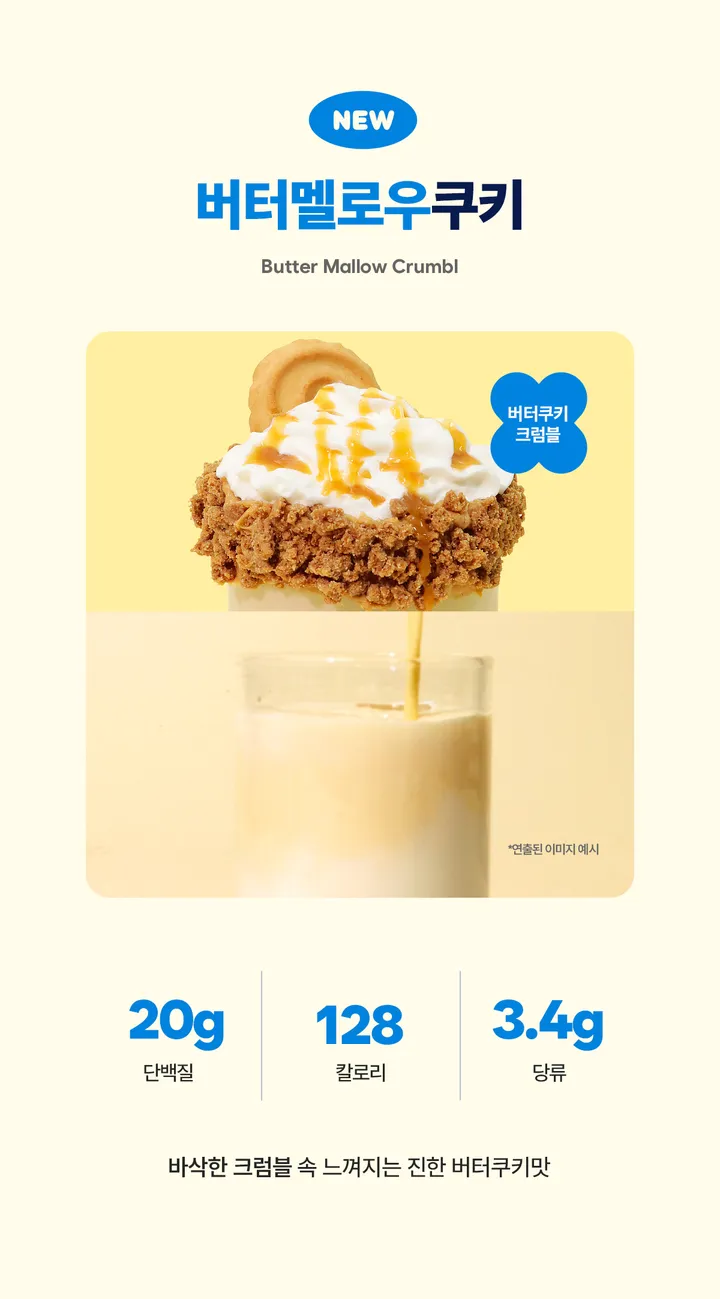 NEW
버터멜로우쿠키
Butter Mallow Crumbl
버터쿠키
크럼블
*연출된 이미지 예시
20g
단백질
128
칼로리
3.4g
당류
바삭한 크럼블 속 느껴지는 진한 버터쿠키맛